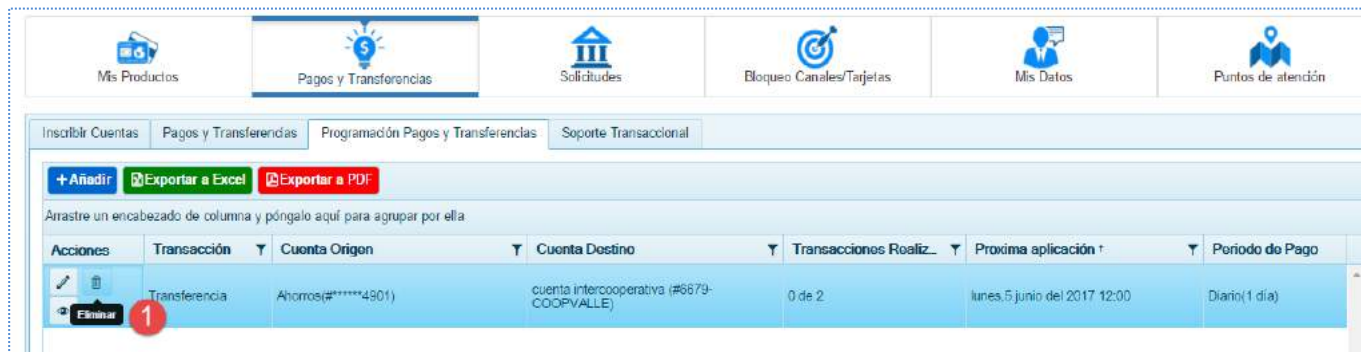 Mis Productos
Pagos y Transferencias
Solicitudes
Bloqueo Canales/Tarjetas
Mis Datos
Puntos de atención
Inscribir Cuentas
Pagos y Transferencias
Programación Pagos y Transferencias
Soporte Transaccional
+Añadir
Exportar a Excel
Exportar a PDF
Arrastre un encabezado de columna y póngalo aquí para agrupar por ella
Acciones
Transacción
Cuenta Origen
Cuenta Destino
Transacciones Realiz...
Proxima aplicación ↑
Periodo de Pago
Transferencia
Ahorros(#******4901)
cuenta intercooperativa (#6679-
COOPVALLE)
0 de 2
lunes,5 junio del 2017 12:00
Diario(1 día)
Eliminar
1